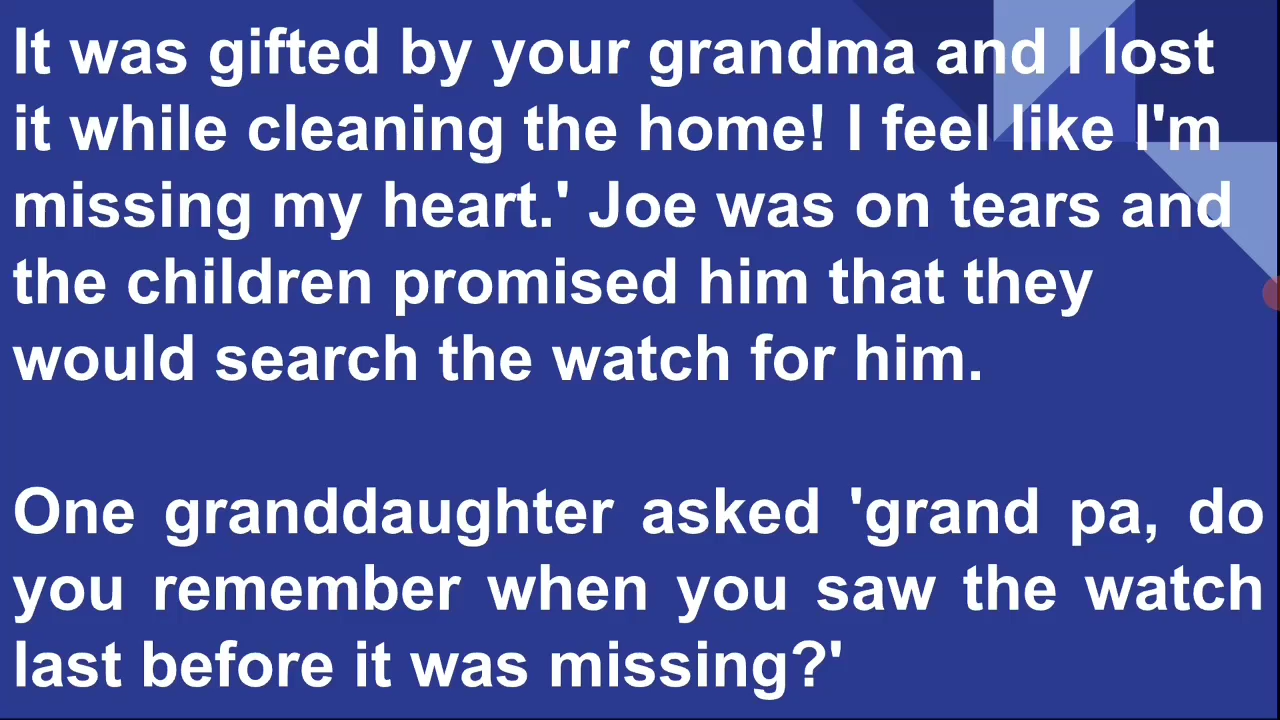 It was gifted by your grandma and I lost
it while cleaning the home! I feel like I'm
missing my heart.' Joe was on tears and
the children promised him that they
would search the watch for him.
One granddaughter asked 'grand pa, do
you remember when you saw the watch
last before it was missing?'